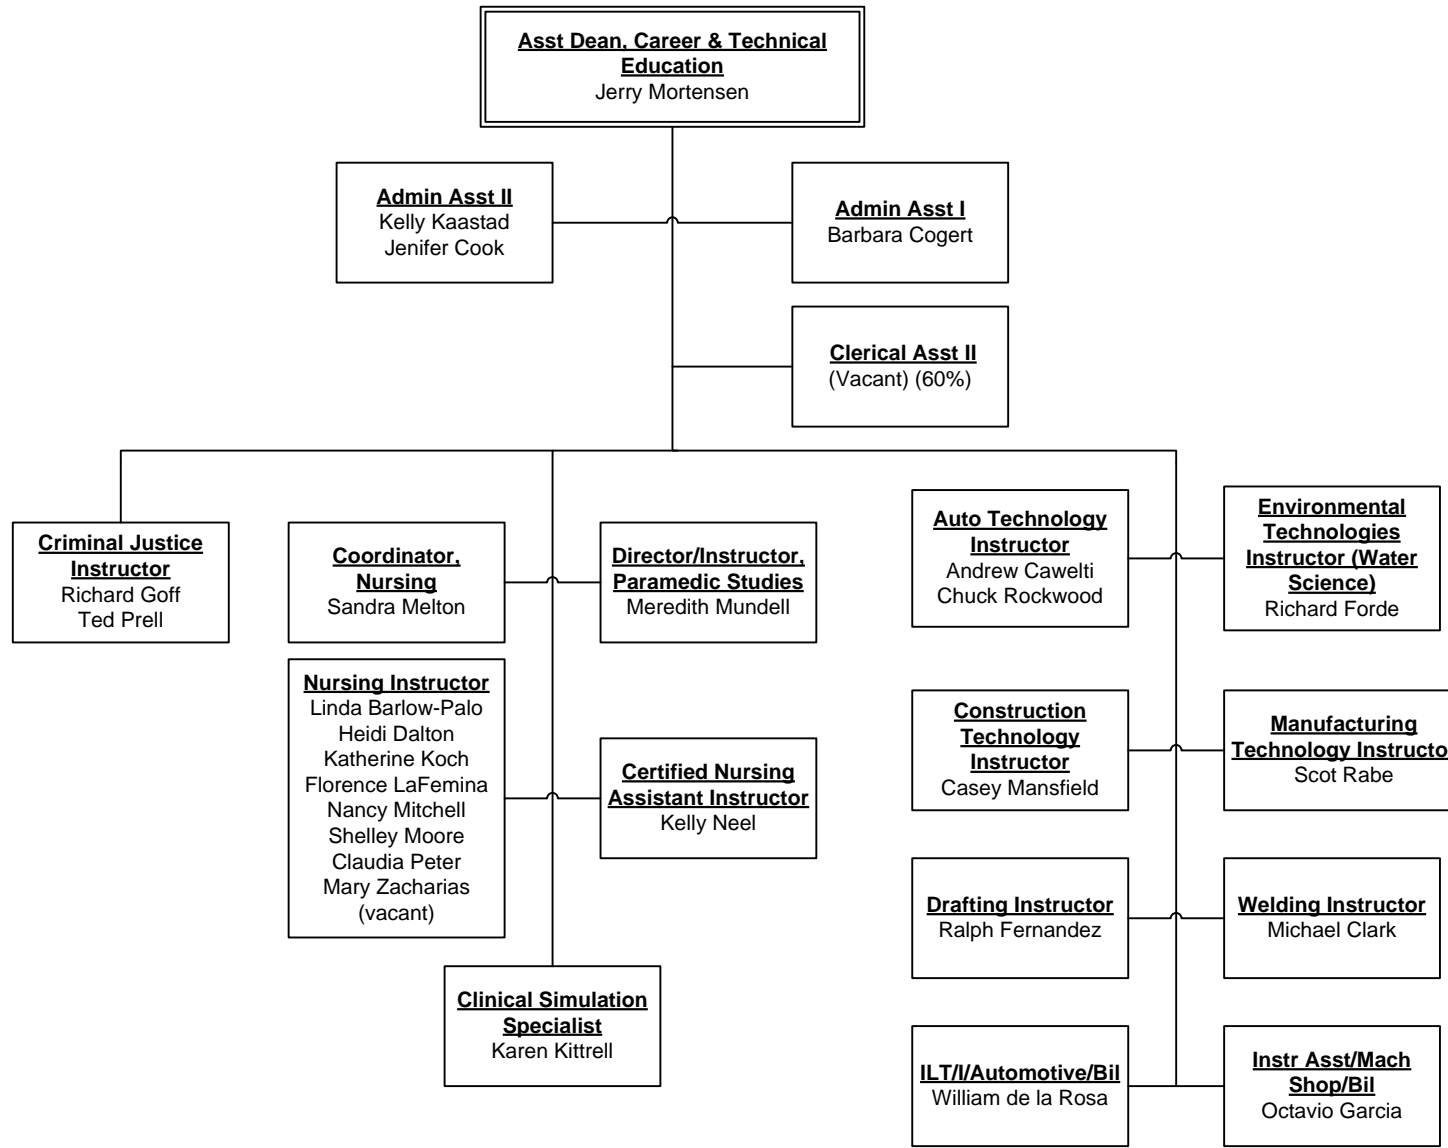 Asst Dean, Career & Technical
Education
Jerry Mortensen
Admin Asst II
Kelly Kaastad
Jenifer Cook
Admin Asst I
Barbara Cogert
Clerical Asst II
(Vacant) (60%)
Criminal Justice
Instructor
Richard Goff
Ted Prell
Coordinator,
Nursing
Sandra Melton
Director/Instructor,
Paramedic Studies
Meredith Mundell
Auto Technology
Instructor
Andrew Cawelti
Chuck Rockwood
Environmental
Technologies
Instructor (Water
Science)
Richard Forde
Nursing Instructor
Linda Barlow-Palo
Heidi Dalton
Katherine Koch
Florence LaFemina
Nancy Mitchell
Shelley Moore
Claudia Peter
Mary Zacharias
(vacant)
Certified Nursing
Assistant Instructor
Kelly Neel
Construction
Technology
Instructor
Casey Mansfield
Manufacturing
Technology Instructo
Scot Rabe
Drafting Instructor
Ralph Fernandez
Welding Instructor
Michael Clark
Clinical Simulation
Specialist
Karen Kittrell
ILT/I/Automotive/Bil
William de la Rosa
Instr Asst/Mach
Shop/Bil
Octavio Garcia